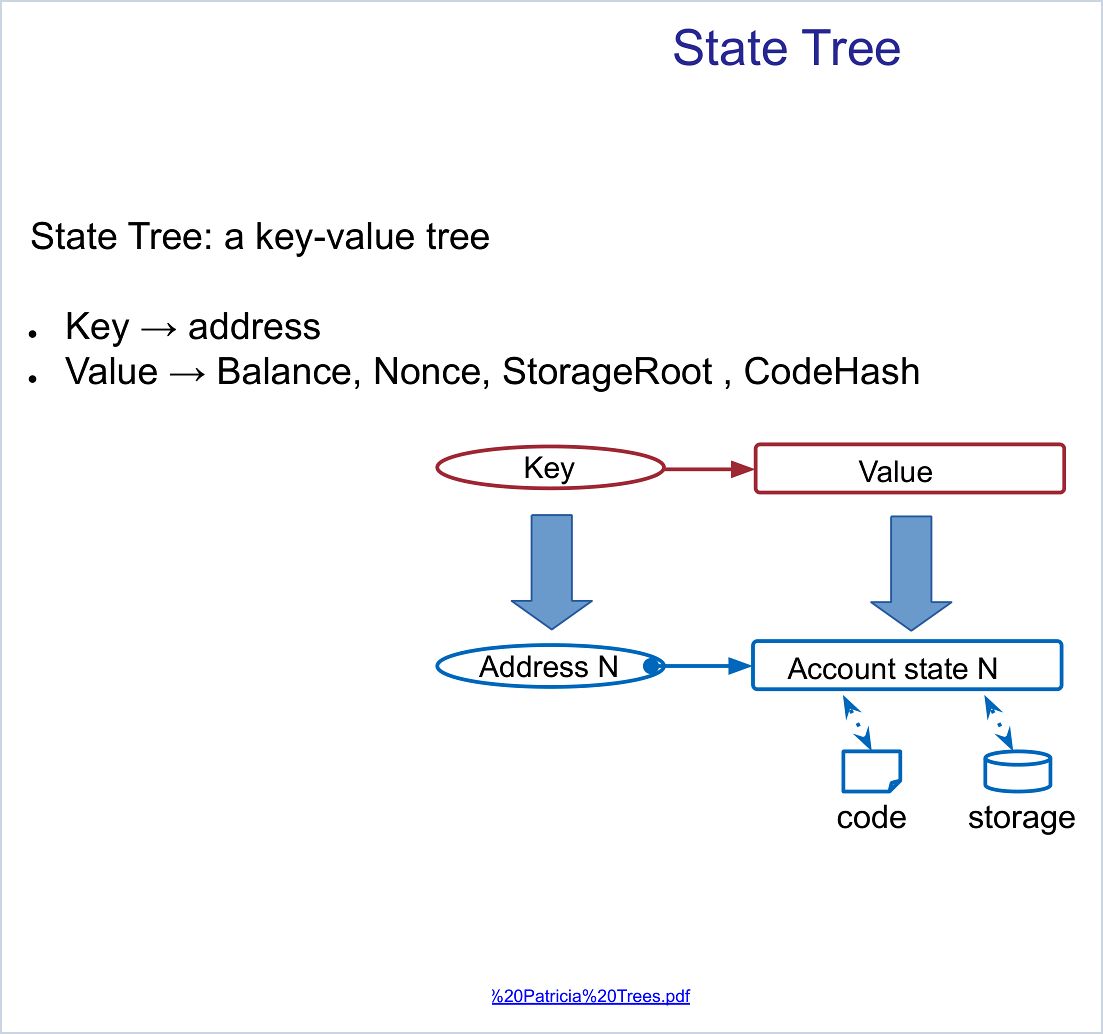 State Tree
State Tree: a key-value tree
• Key → address
• Value → Balance, Nonce, StorageRoot , CodeHash
Key
Value
Address N
Account state N
code
storage
%20Patricia%20Trees.pdf